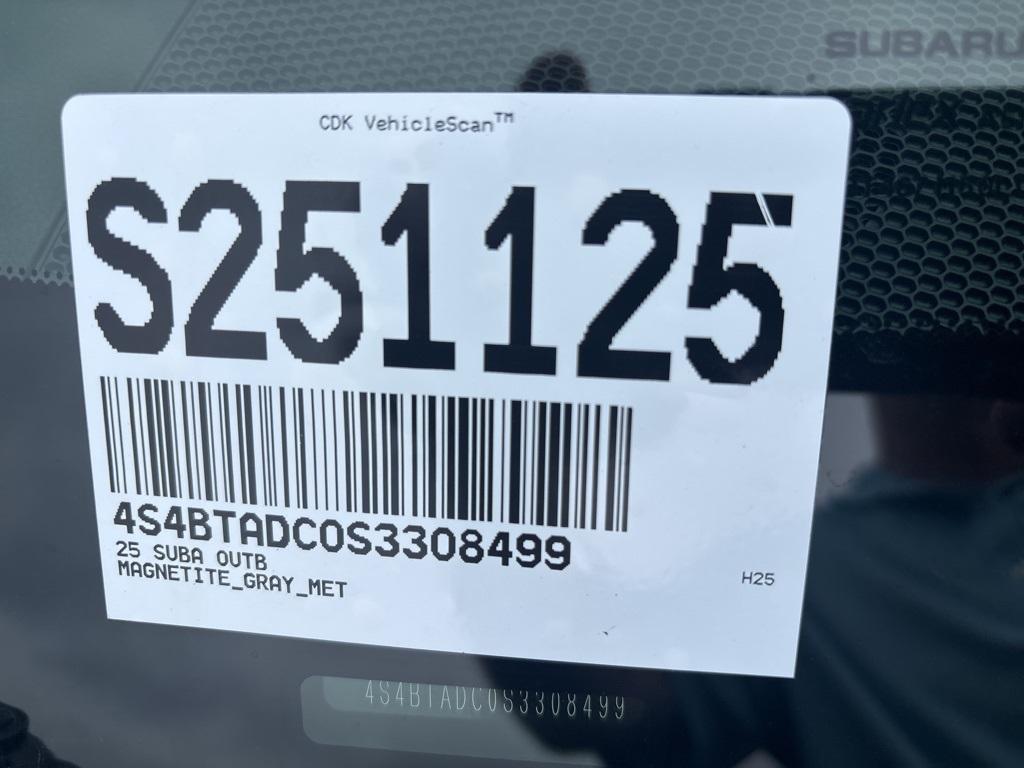 SUBARU
CDK VehicleScan™
S251125
4S4BTADC0S3308499
25 SUBA OUTB
MAGNETITE_GRAY_MET
H25
4S4BTADC0S3308499